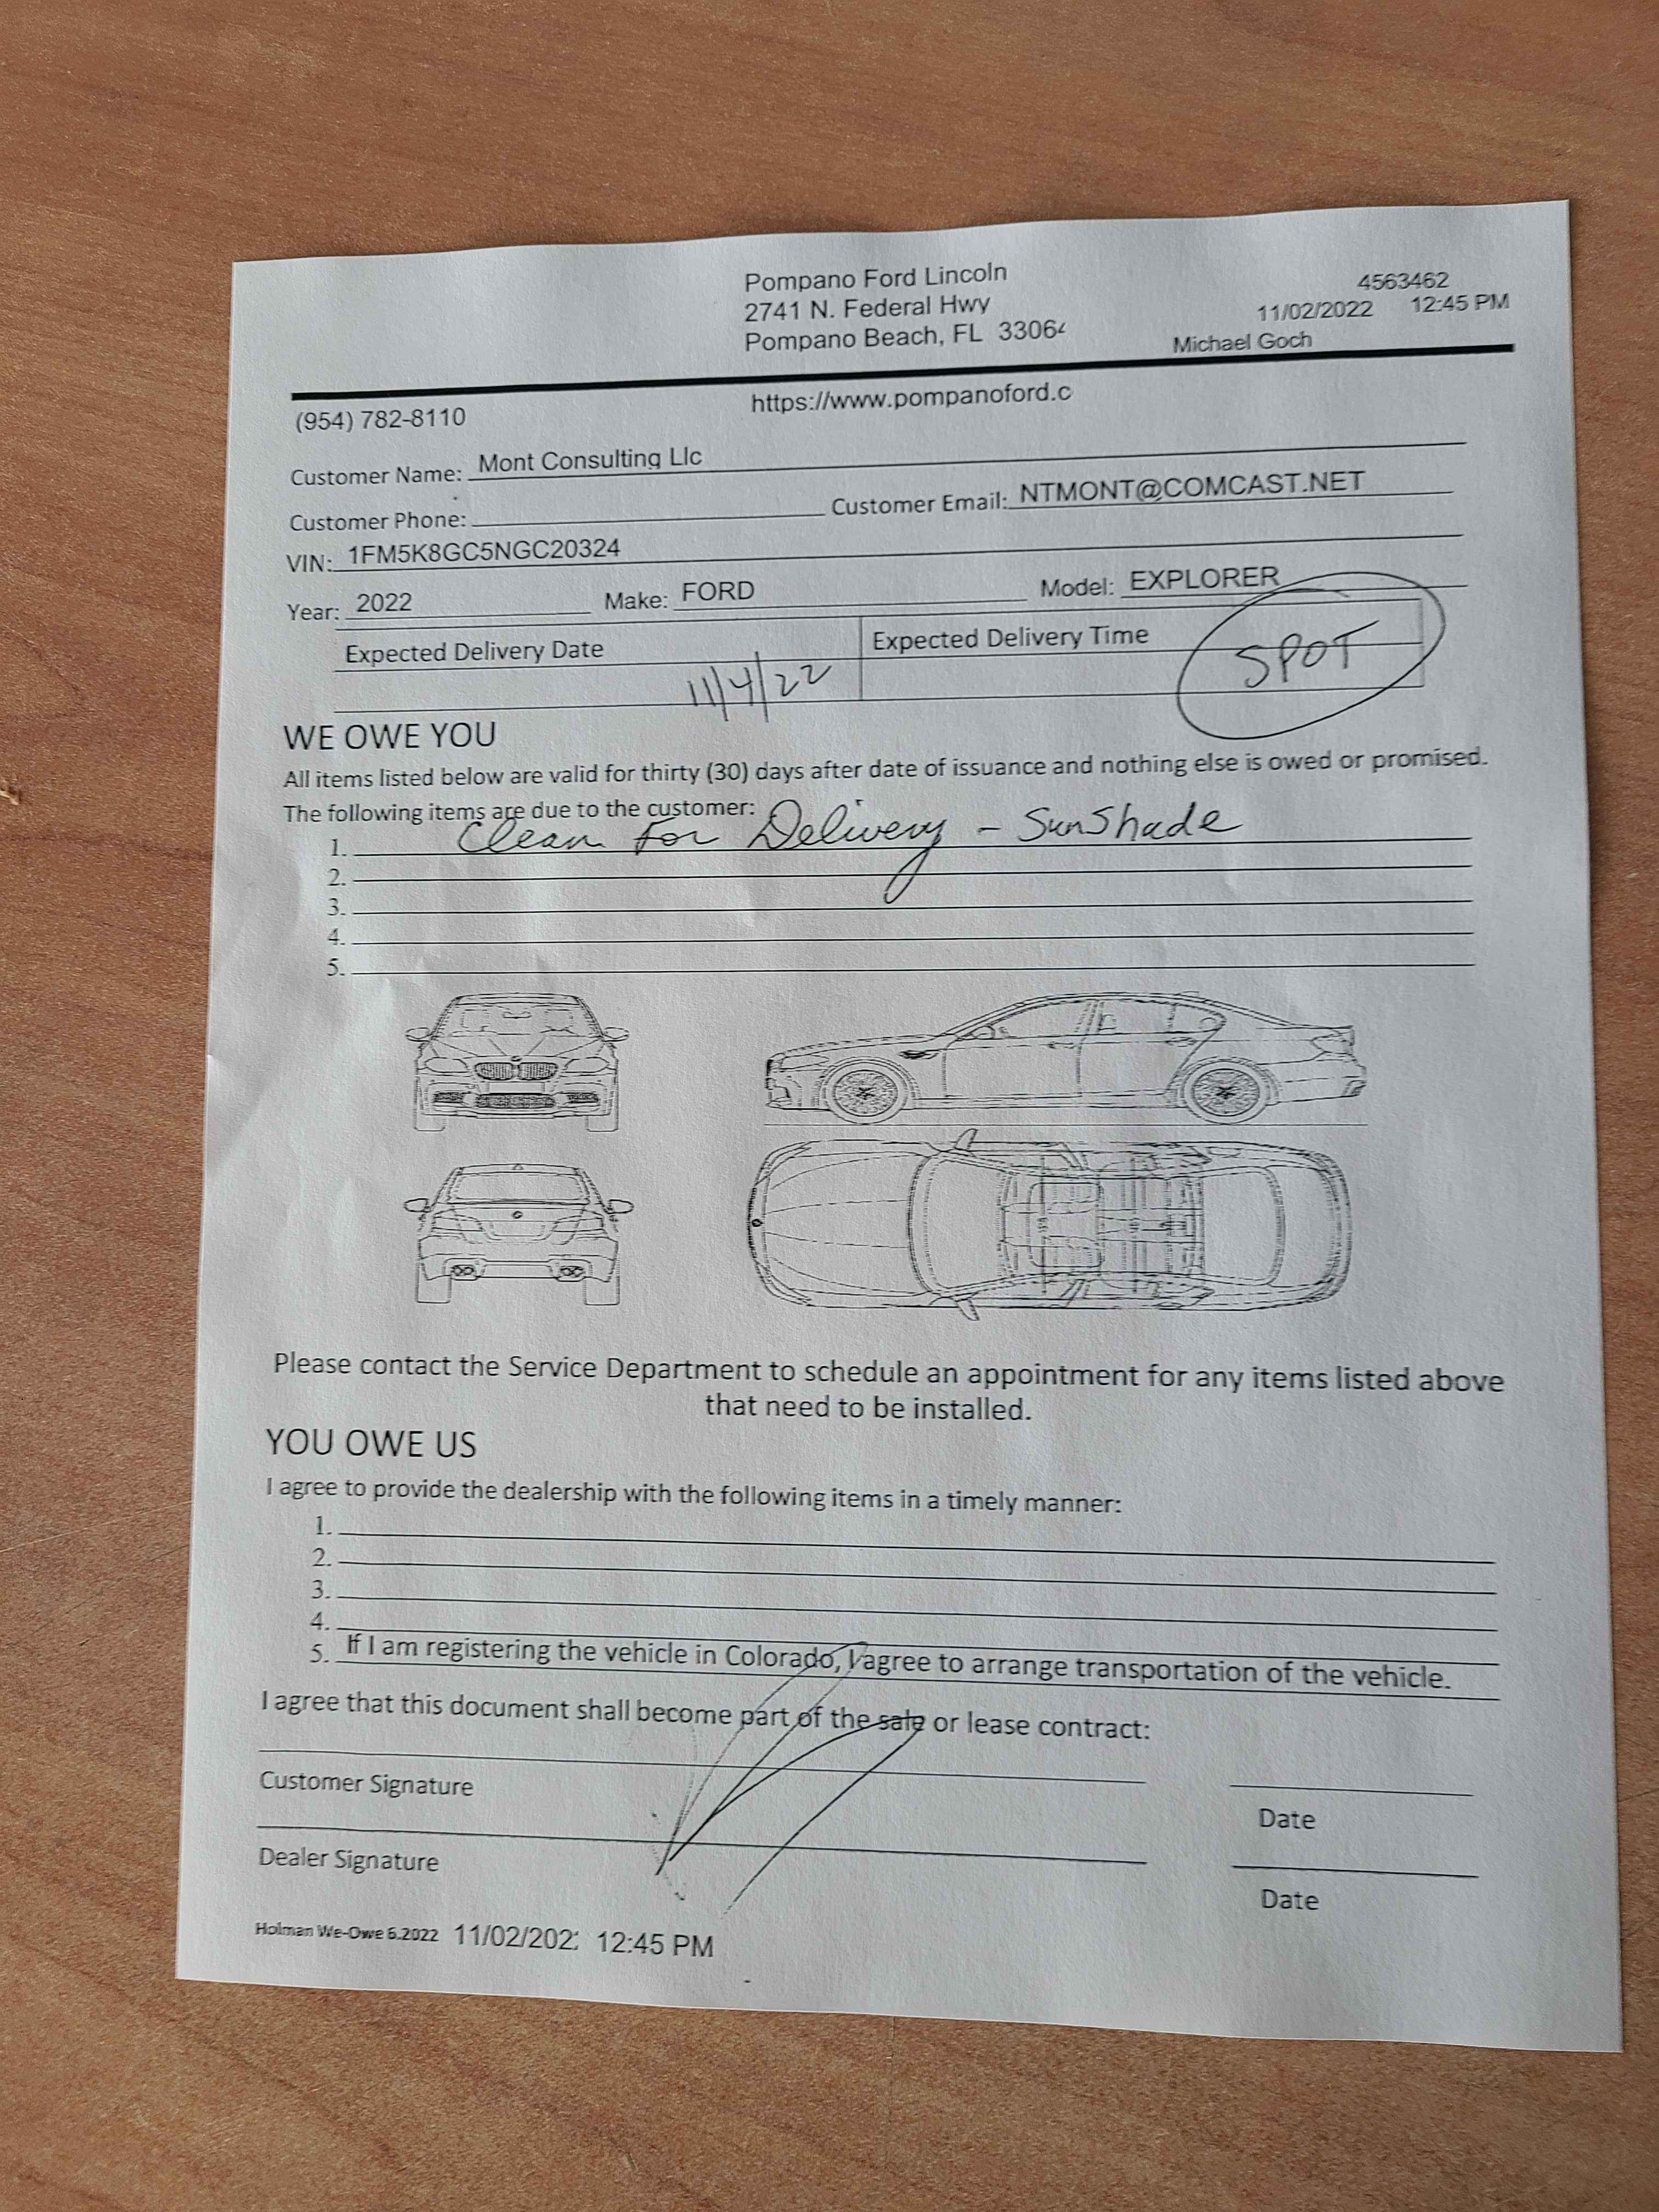 Pompano Ford Lincoln
2741 N. Federal Hwy
Pompano Beach, FL 33064
4563462
11/02/2022 12:45 PM
Michael Goch
(954) 782-8110
https://www.pompanoford.c
Customer Name: Mont Consulting Llc
Customer Phone: Customer Email: NTMONT@COMCAST.NET
VIN: 1FM5K8GC5NGC20324
Year: 2022 Make: FORD Model: EXPLORER
Expected Delivery Date Expected Delivery Time
11/4/22 SPOT
WE OWE YOU
All items listed below are valid for thirty (30) days after date of issuance and nothing else is owed or promised.
The following items are due to the customer:
1. Clean For Delivery - SunShade
2.
3.
4.
5.
Please contact the Service Department to schedule an appointment for any items listed above
that need to be installed.
YOU OWE US
I agree to provide the dealership with the following items in a timely manner:
1.
2.
3.
4.
5. If I am registering the vehicle in Colorado, I agree to arrange transportation of the vehicle.
I agree that this document shall become part of the sale or lease contract:
Customer Signature
Date
Dealer Signature
Date
Holman We-Owe 6.2022 11/02/202 12:45 PM